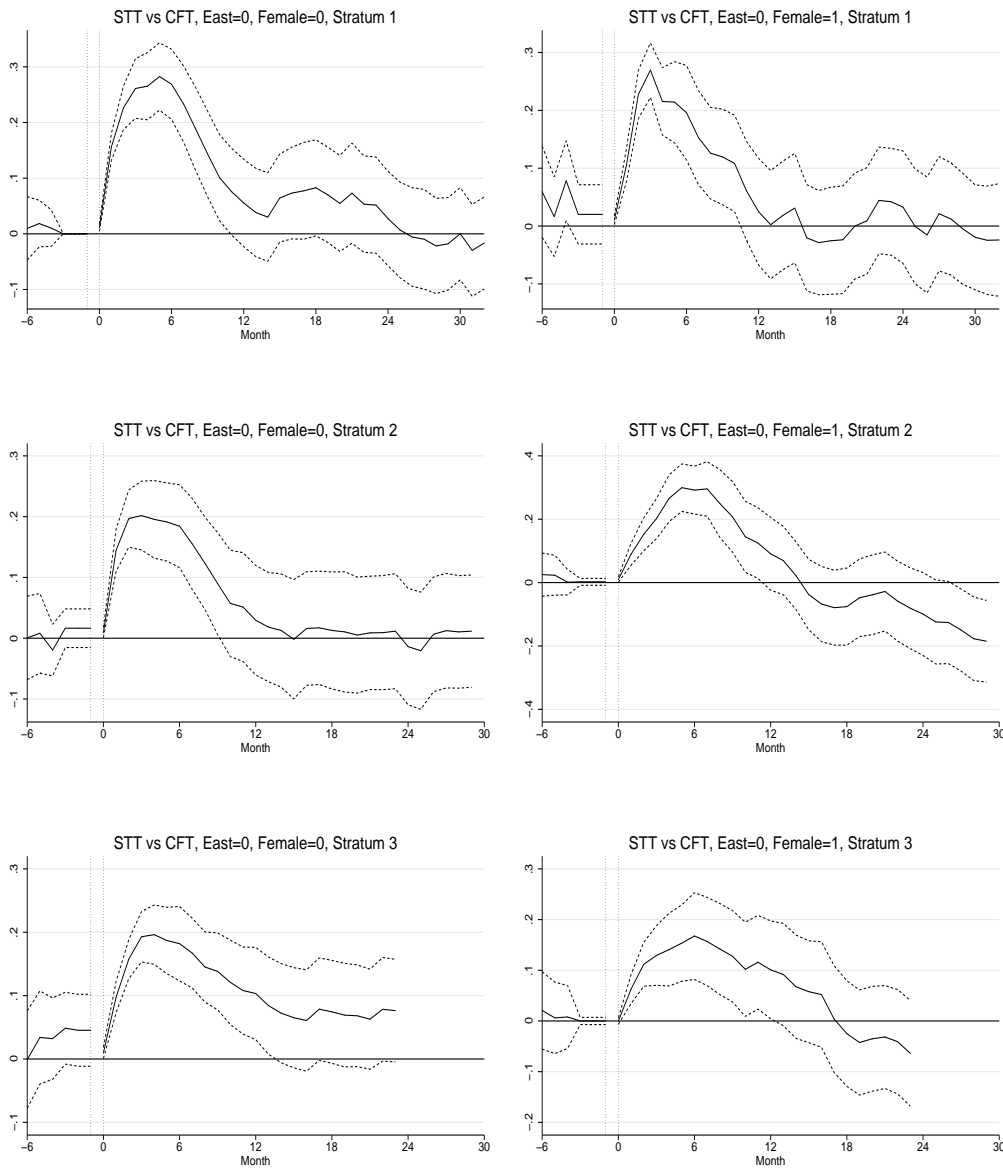 STT vs CFT, East=0, Female=0, Stratum 1
.3
.2
.1
0
−.1
−6 0 6 12 18 24 30
Month
STT vs CFT, East=0, Female=1, Stratum 1
.3
.2
.1
0
−.1
−6 0 6 12 18 24 30
Month
STT vs CFT, East=0, Female=0, Stratum 2
.3
.2
.1
0
−.1
−6 0 6 12 18 24 30
Month
STT vs CFT, East=0, Female=1, Stratum 2
.4
.2
0
−.2
−.4
−6 0 6 12 18 24 30
Month
STT vs CFT, East=0, Female=0, Stratum 3
.3
.2
.1
0
−.1
−6 0 6 12 18 24 30
Month
STT vs CFT, East=0, Female=1, Stratum 3
.3
.2
.1
0
−.1
−.2
−6 0 6 12 18 24 30
Month